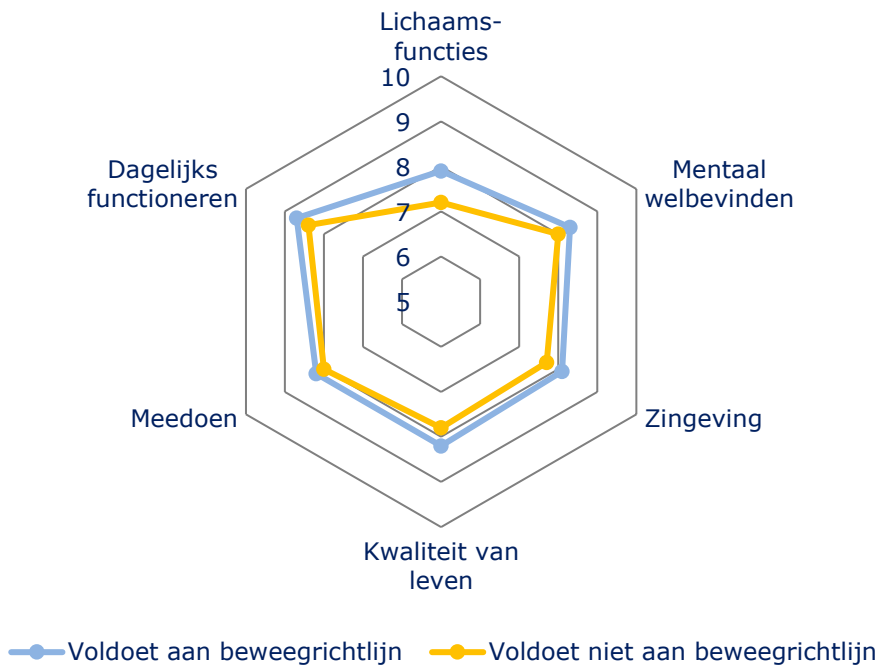 Lichaams-
functies
10
9
8
7
6
5
Mentaal
welbevinden
Dagelijks
functioneren
Meedoen
Zingeving
Kwaliteit van
leven
Voldoet aan beweegrichtlijn
Voldoet niet aan beweegrichtlijn